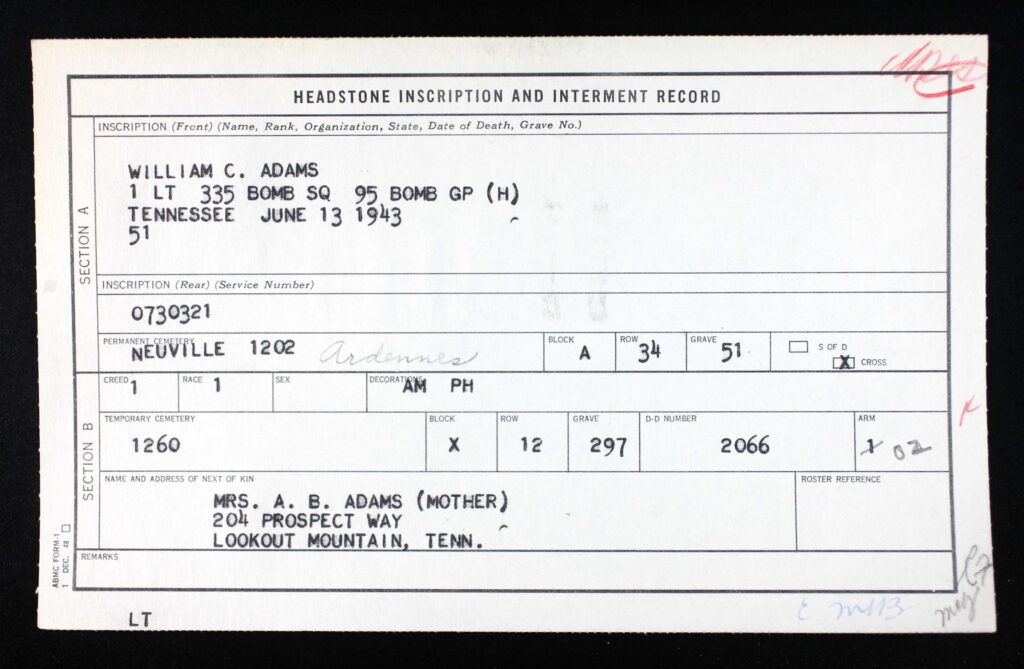 HEADSTONE INSCRIPTION AND INTERMENT RECORD
SECTION A
INSCRIPTION (Front) (Name, Rank, Organization, State, Date of Death, Grave No.)
WILLIAM C. ADAMS
1 LT 335 BOMB SQ 95 BOMB GP (H)
TENNESSEE JUNE 13 1943
51
INSCRIPTION (Rear) (Service Number)
0730321
PERMANENT CEMETERY
NEUVILLE 1202 Ardennes
BLOCK
A
ROW
34
GRAVE
51
S OF D
X CROSS
SECTION B
CREED
1
RACE
1
SEX
DECORATIONS
AM PH
TEMPORARY CEMETERY
1260
BLOCK
X
ROW
12
GRAVE
297
D-D NUMBER
2066
ARM
1 02
NAME AND ADDRESS OF NEXT OF KIN
MRS. A. B. ADAMS (MOTHER)
204 PROSPECT WAY
LOOKOUT MOUNTAIN, TENN.
ROSTER REFERENCE
REMARKS
ABMC FORM-1
1 DEC. 48
LT